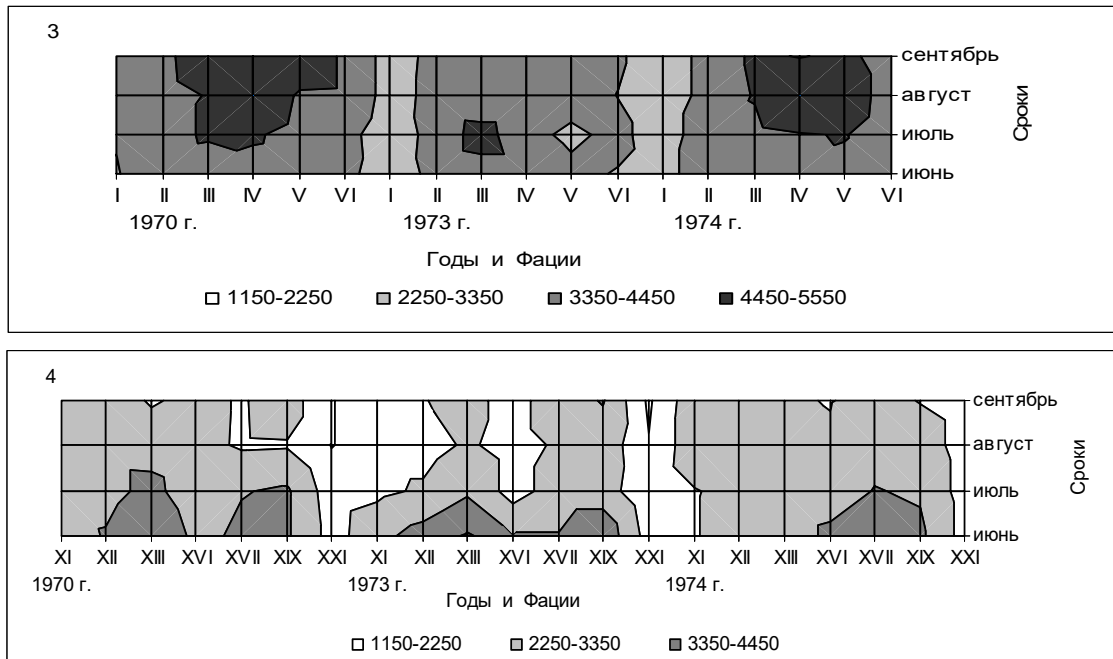 3
сентябрь
август
июль
июнь
Сроки
I II III IV V VI I II III IV V VI I II III IV V VI
1970 г. 1973 г. 1974 г.
Годы и Фации
1150-2250 2250-3350 3350-4450 4450-5550
4
сентябрь
август
июль
июнь
Сроки
XI XII XIII XVI XVII XIX XXI XI XII XIII XVI XVII XIX XXI XI XII XIII XVI XVII XIX XXI
1970 г. 1973 г. 1974 г.
Годы и Фации
1150-2250 2250-3350 3350-4450